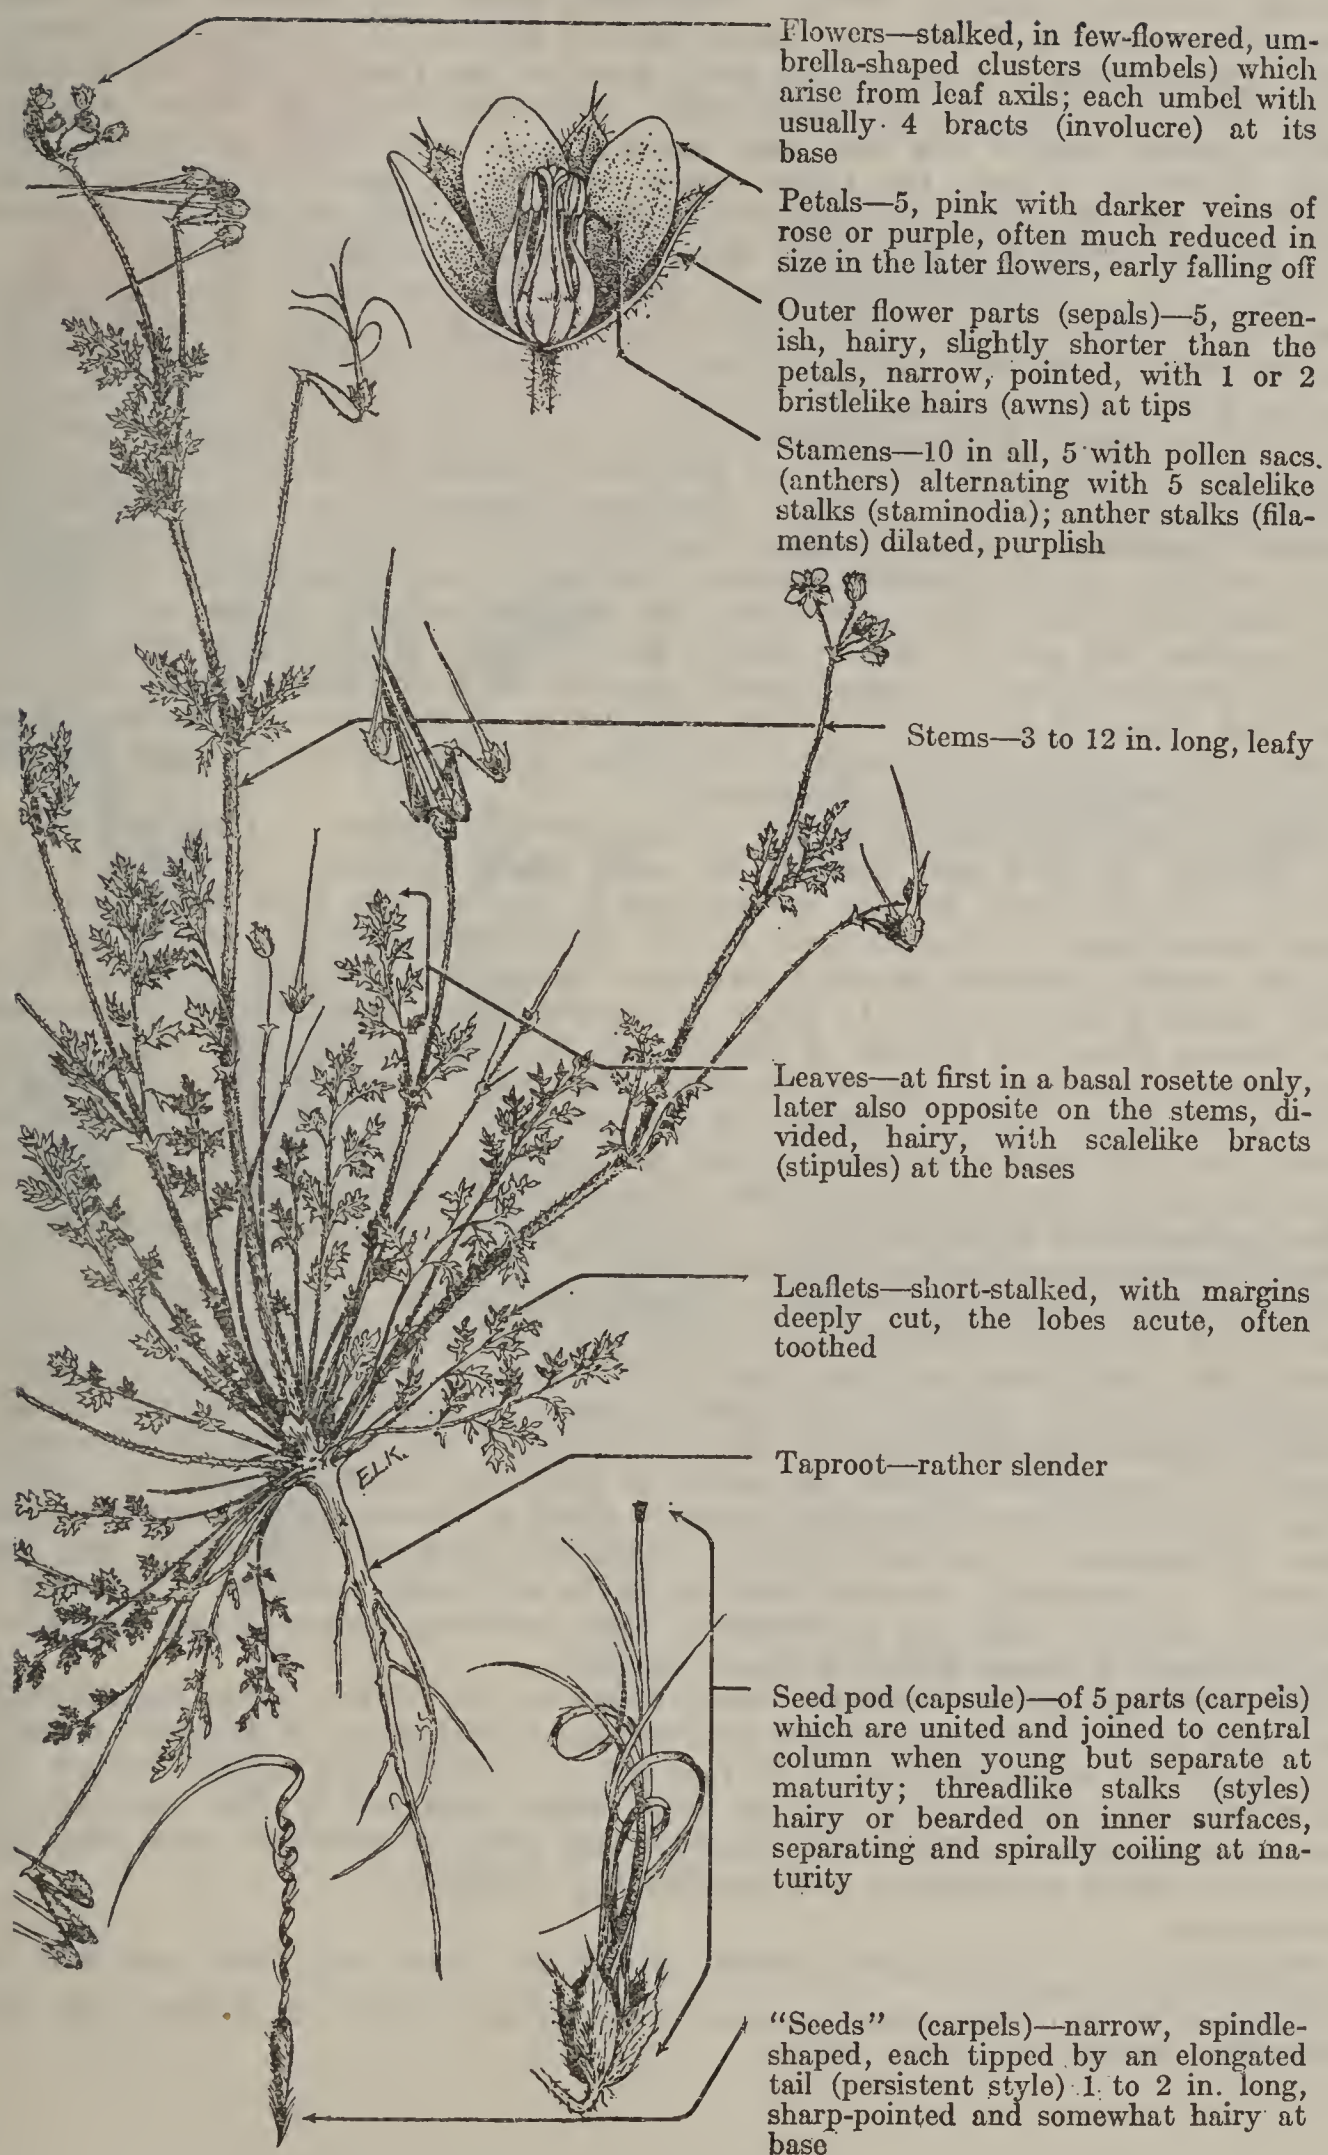 Flowers—stalked, in few-flowered, um-
brella-shaped clusters (umbels) which
arise from leaf axils; each umbel with
usually 4 bracts (involucre) at its
base
Petals—5, pink with darker veins of
rose or purple, often much reduced in
size in the later flowers, early falling off
Outer flower parts (sepals)—5, green-
ish, hairy, slightly shorter than the
petals, narrow, pointed, with 1 or 2
bristlelike hairs (awns) at tips
Stamens—10 in all, 5 with pollen sacs.
(anthers) alternating with 5 scalelike
stalks (staminodia); anther stalks (fila-
ments) dilated, purplish
Stems—3 to 12 in. long, leafy
Leaves—at first in a basal rosette only,
later also opposite on the stems, di-
vided, hairy, with scalelike bracts
(stipules) at the bases
Leaflets—short-stalked, with margins
deeply cut, the lobes acute, often
toothed
E.L.K.
Taproot—rather slender
Seed pod (capsule)—of 5 parts (carpels)
which are united and joined to central
column when young but separate at
maturity; threadlike stalks (styles)
hairy or bearded on inner surfaces,
separating and spirally coiling at ma-
turity
"Seeds" (carpels)—narrow, spindle-
shaped, each tipped by an elongated
tail (persistent style) 1 to 2 in. long,
sharp-pointed and somewhat hairy at
base